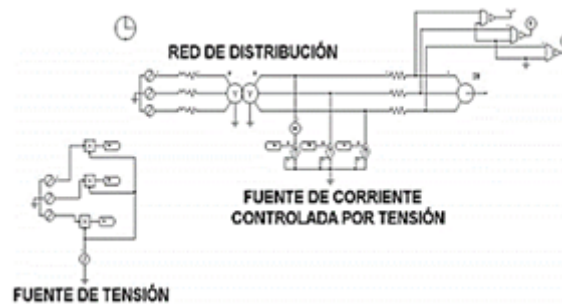 RED DE DISTRIBUCIÓN
FUENTE DE CORRIENTE
CONTROLADA POR TENSIÓN
FUENTE DE TENSIÓN